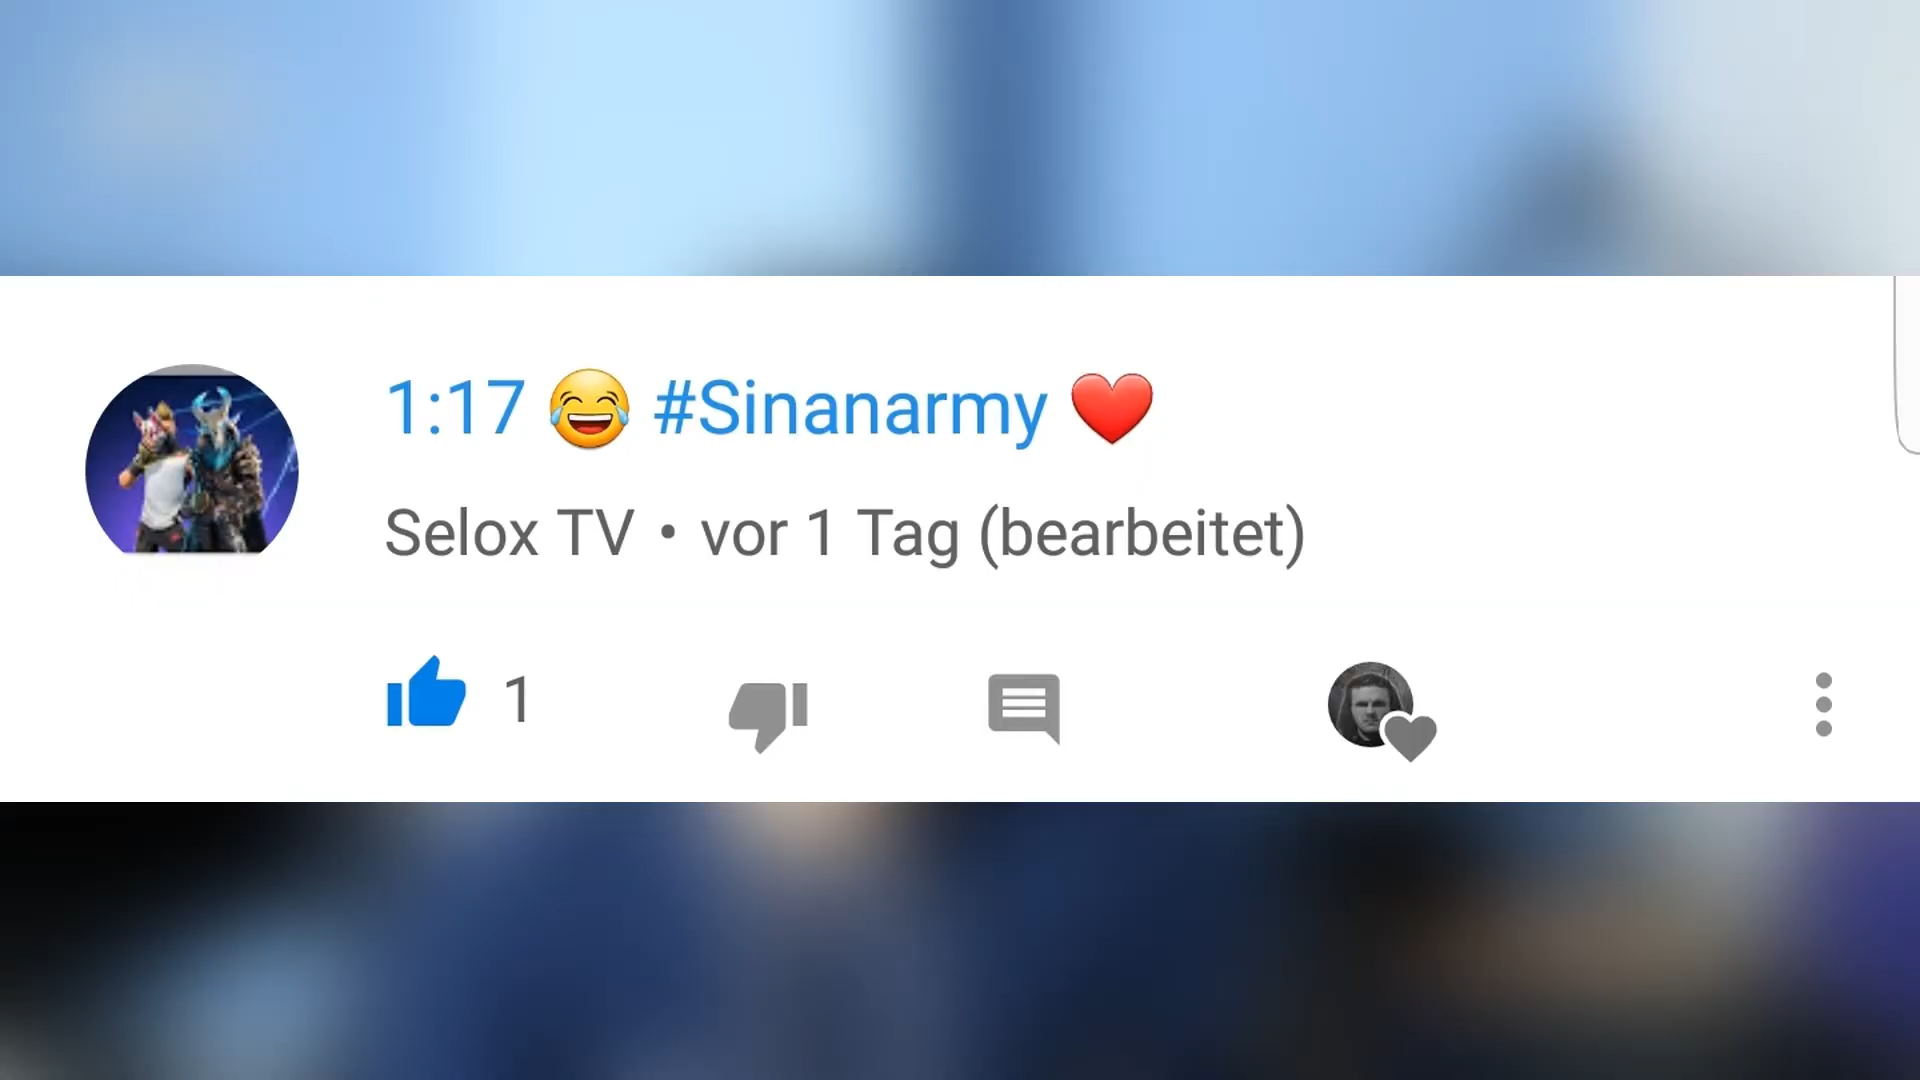 1:17 😂 #Sinanarmy ❤️
Selox TV • vor 1 Tag (bearbeitet)
1